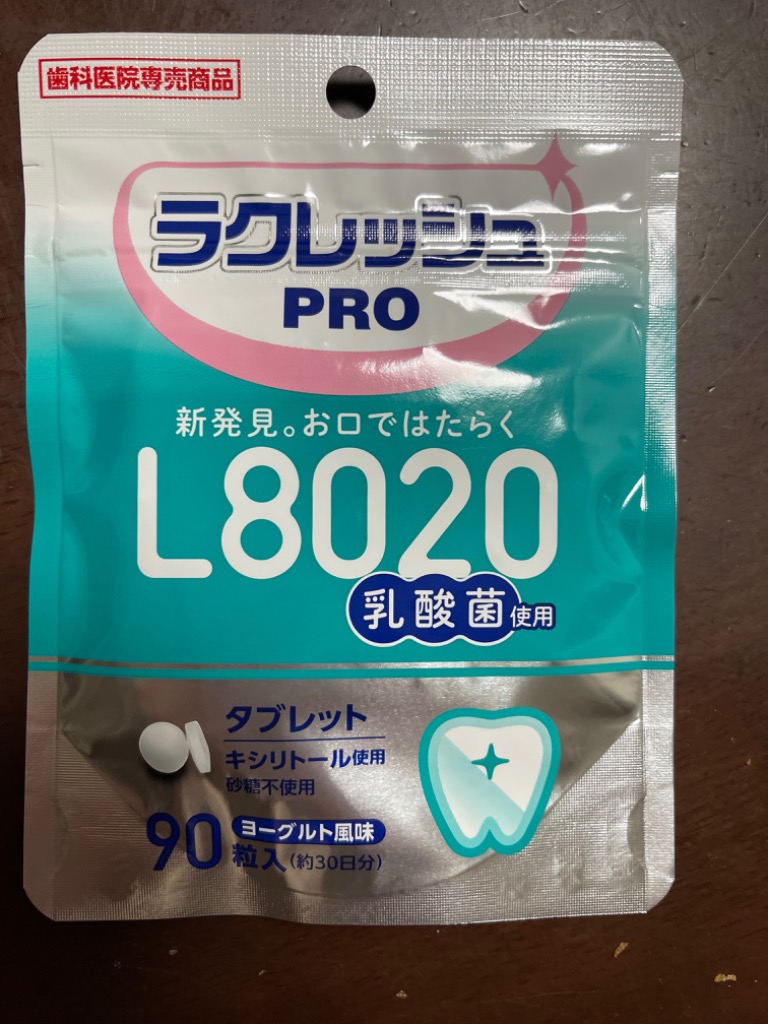 歯科医院専売商品
ラクレッシュ
PRO
新発見。お口ではたらく
L8020
乳酸菌使用
タブレット
キシリトール使用
砂糖不使用
ヨーグルト風味
90粒入(約30日分)